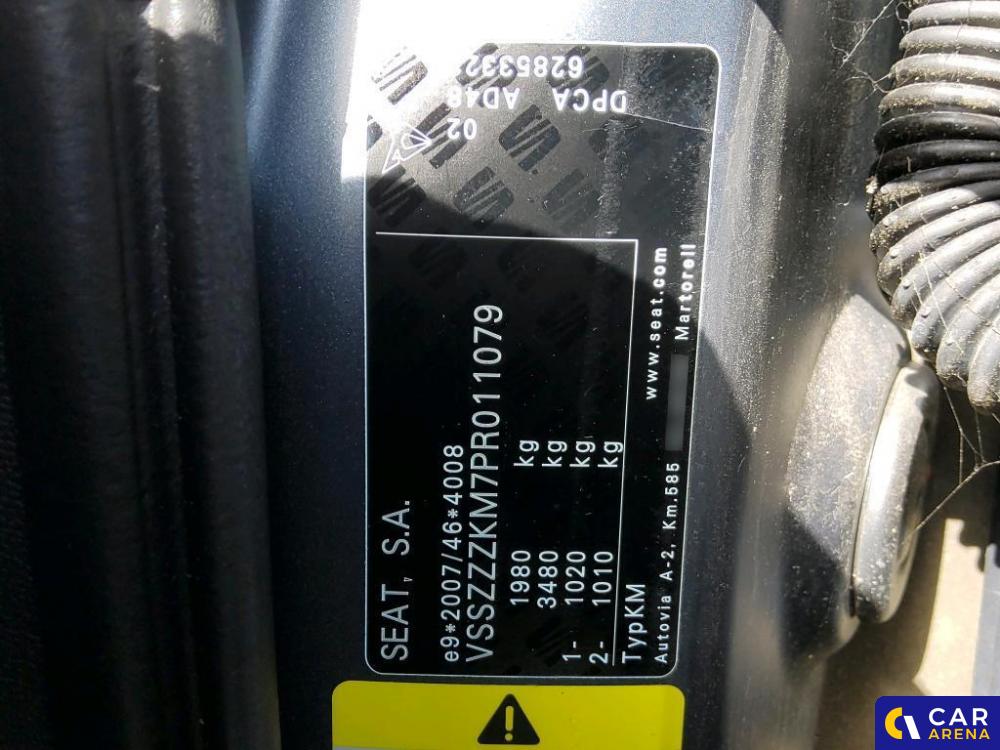 SEAT, S.A.
e9*2007/46*4008
VSSZZZKM7PR011079
1980 kg
3480 kg
1- 1020 kg
2- 1010 kg
TypKM
www.seat.com
Autovia A-2, Km.585 Martorell
02
DPCA AD48
6285332
CAR
ARENA